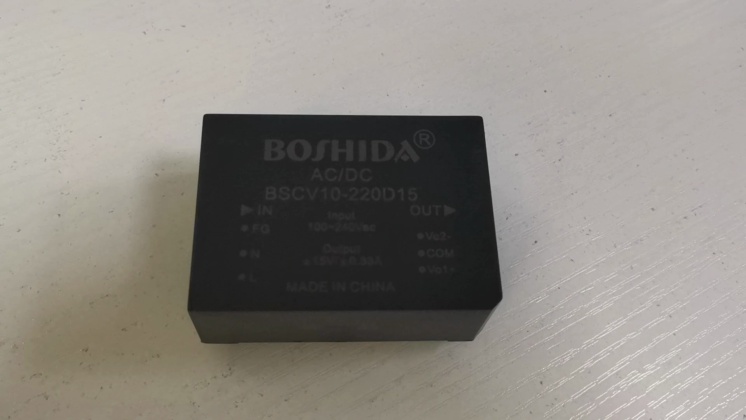 BOSHIDA®
AC/DC
BSCV10-220D15
▶IN OUT▶
Input
100~240Vac
•FG
•Vo2-
Output
•N
•COM
•Vo1+
•L
MADE IN CHINA